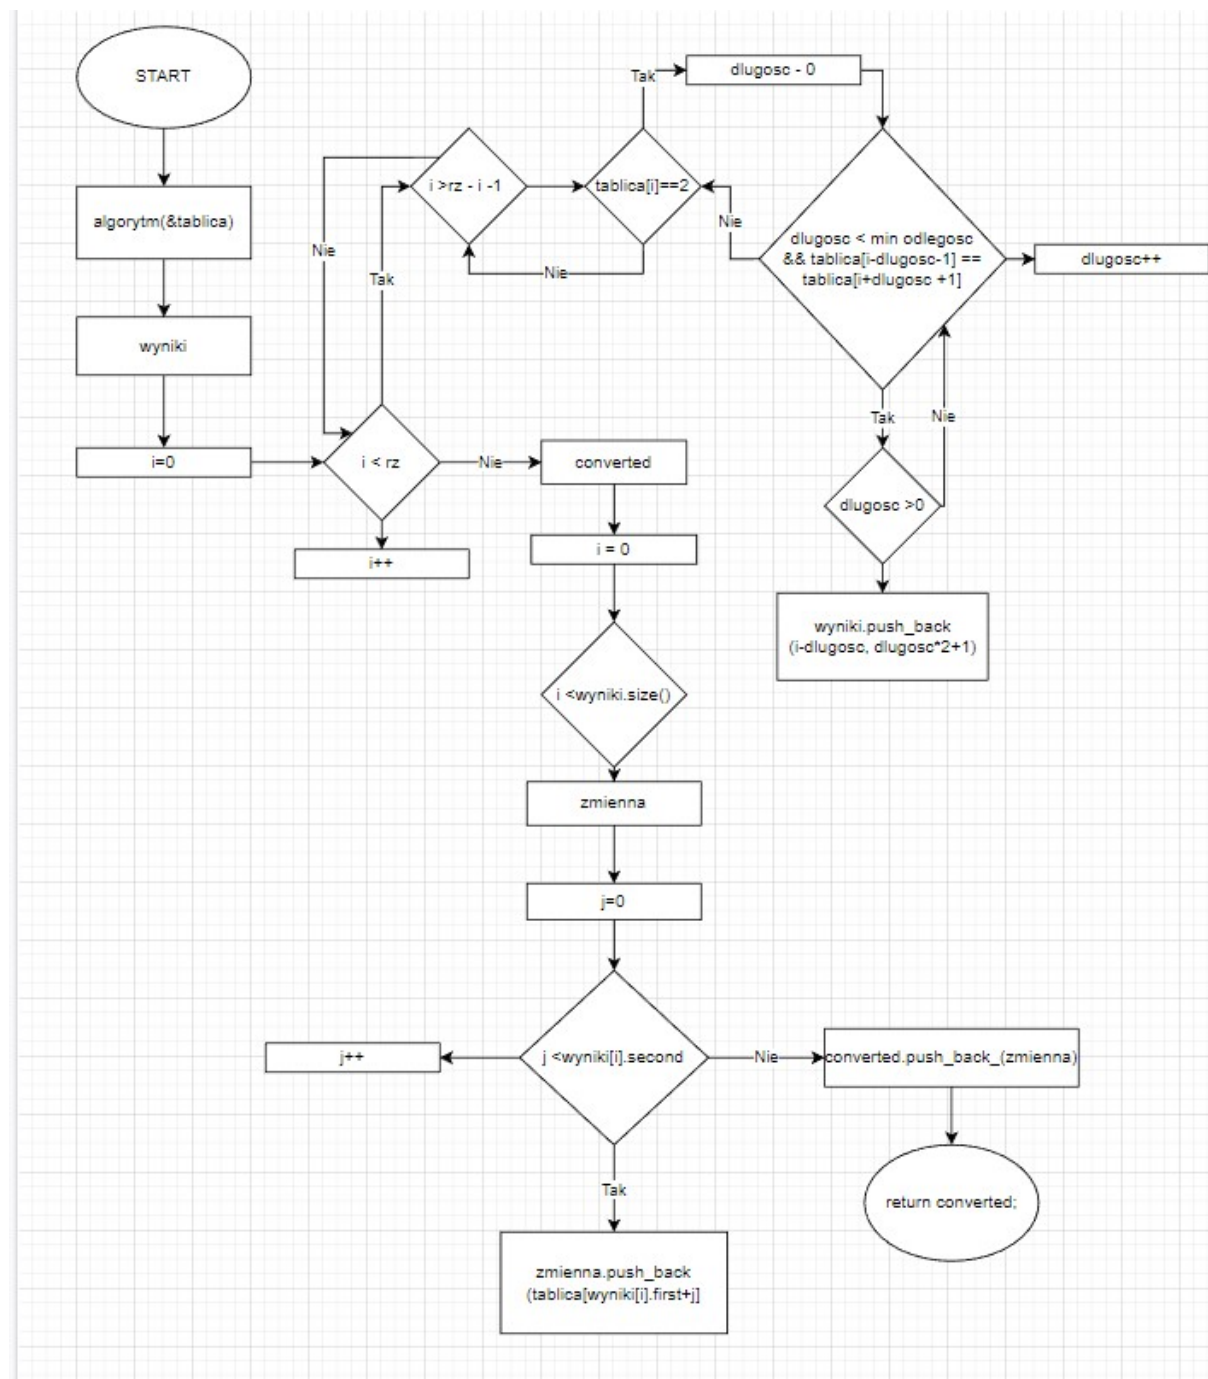 START
algorytm(&tablica)
wyniki
i=0
i < rz
i++
Nie
Tak
i >rz - i -1
tablica[i]==2
Nie
Tak
dlugosc - 0
dlugosc < min odlegosc
&& tablica[i-dlugosc-1] ==
tablica[i+dlugosc +1]
Nie
dlugosc++
Tak
Nie
dlugosc >0
wyniki.push_back
(i-dlugosc, dlugosc*2+1)
Nie
converted
i = 0
i <wyniki.size()
zmienna
j=0
j <wyniki[i].second
j++
Nie
converted.push_back_(zmienna)
return converted;
Tak
zmienna.push_back
(tablica[wyniki[i].first+j]